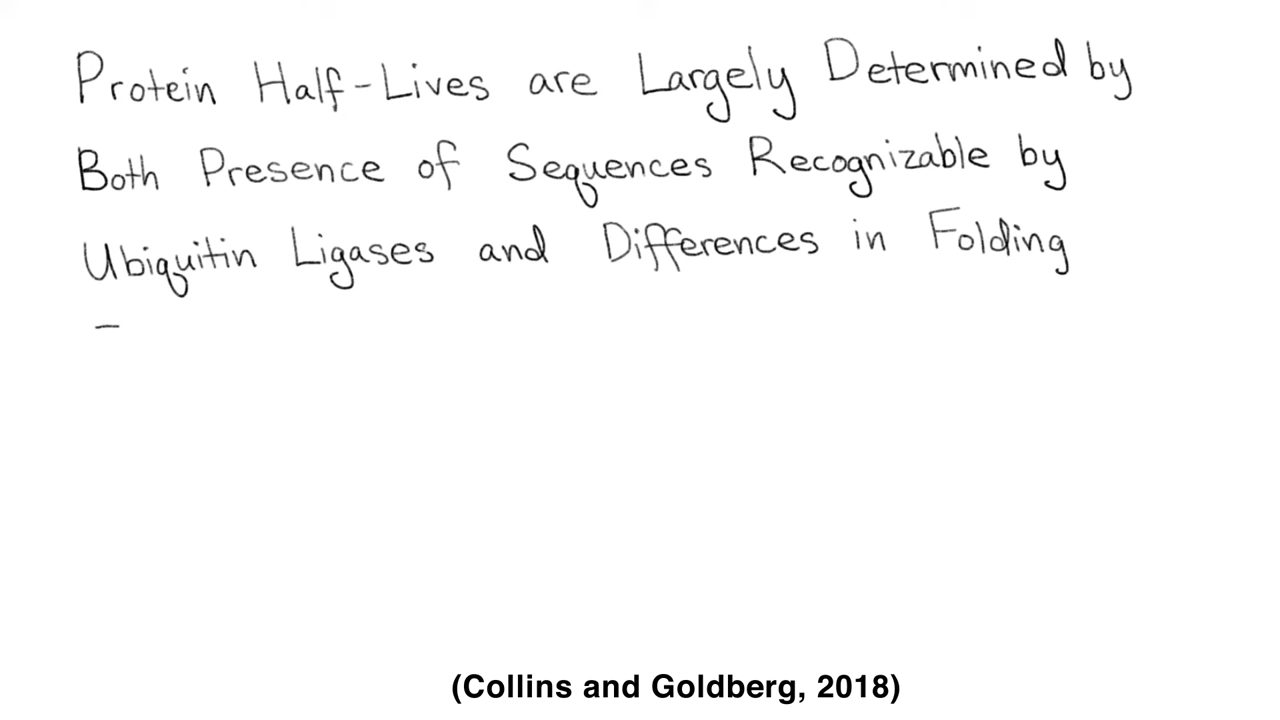 Protein Half-Lives are Largely Determined by
Both Presence of Sequences Recognizable by
Ubiquitin Ligases and Differences in Folding
–
(Collins and Goldberg, 2018)